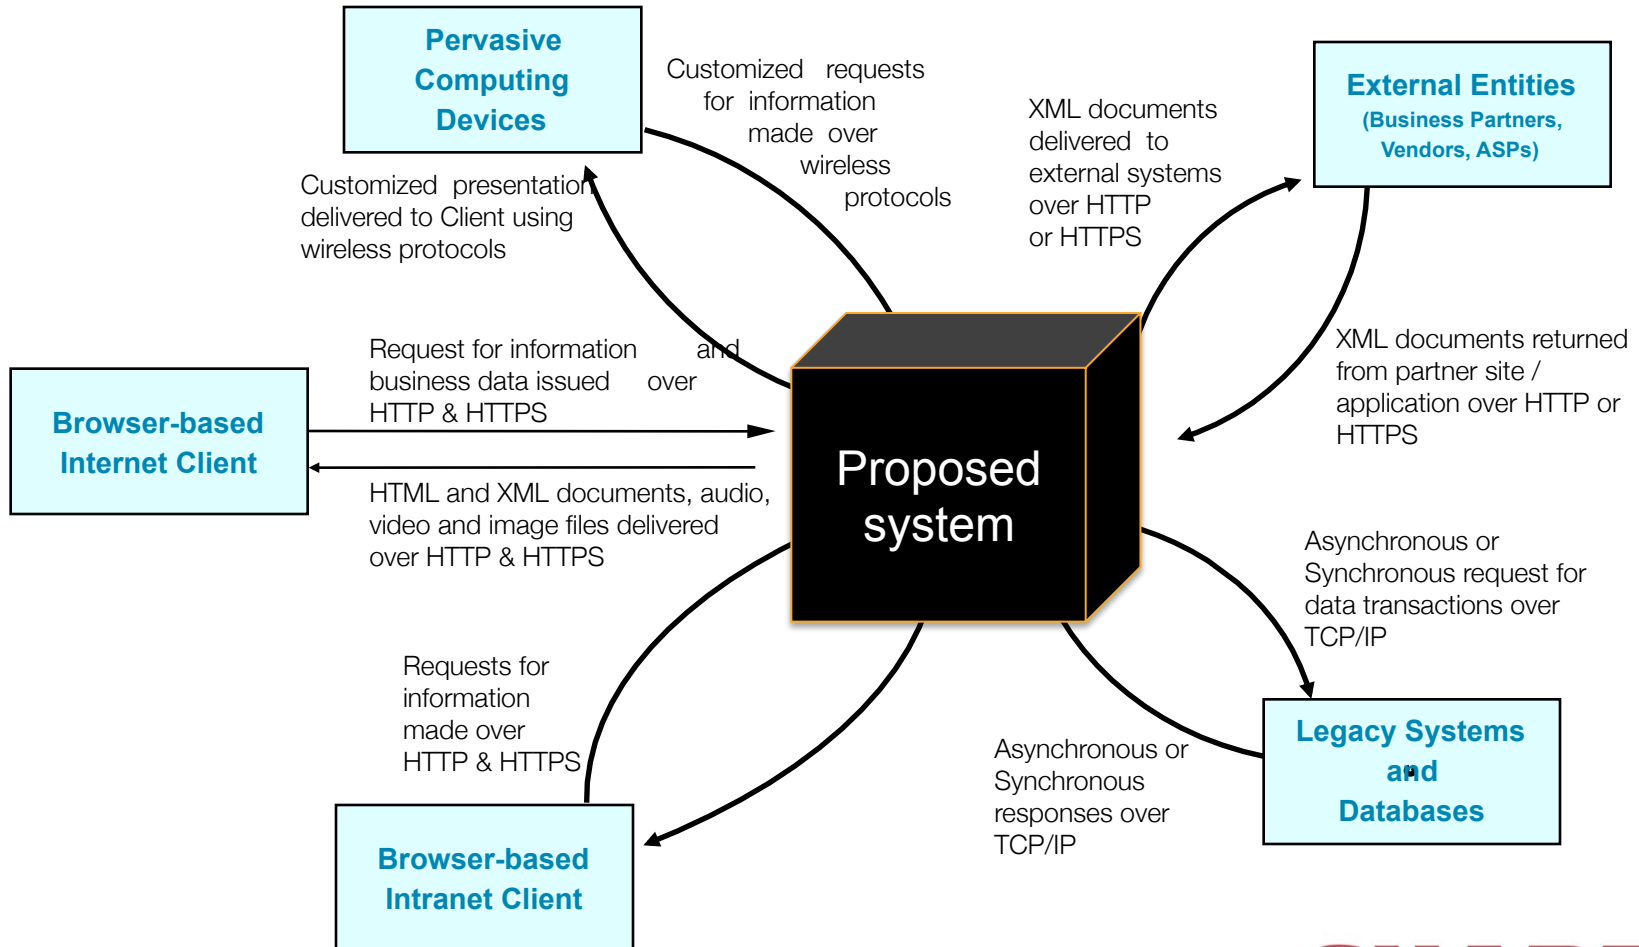 Pervasive
Computing
Devices
Customized requests
for information
made over
wireless
protocols
Customized presentation
delivered to Client using
wireless protocols
XML documents
delivered to
external systems
over HTTP
or HTTPS
External Entities
(Business Partners,
Vendors, ASPs)
XML documents returned
from partner site /
application over HTTP or
HTTPS
Request for information and
business data issued over
HTTP & HTTPS
Browser-based
Internet Client
HTML and XML documents, audio,
video and image files delivered
over HTTP & HTTPS
Proposed
system
Asynchronous or
Synchronous request for
data transactions over
TCP/IP
Requests for
information
made over
HTTP & HTTPS
Asynchronous or
Synchronous
responses over
TCP/IP
Legacy Systems
and
Databases
Browser-based
Intranet Client